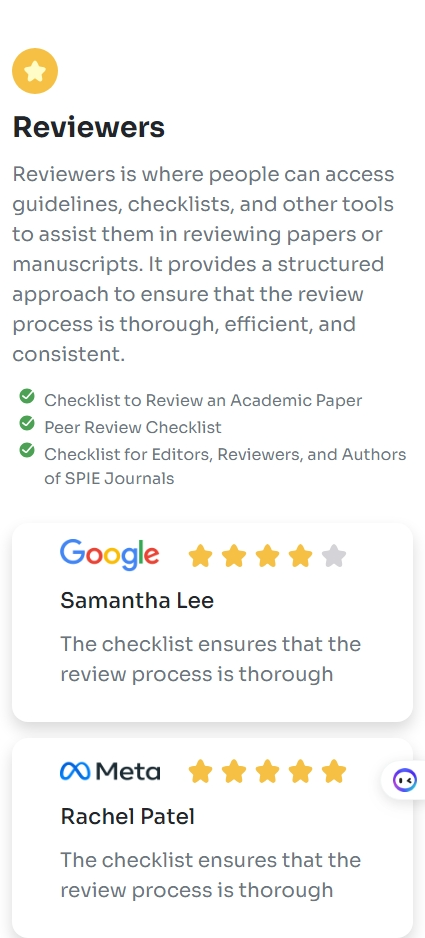 Reviewers
Reviewers is where people can access
guidelines, checklists, and other tools
to assist them in reviewing papers or
manuscripts. It provides a structured
approach to ensure that the review
process is thorough, efficient, and
consistent.
Checklist to Review an Academic Paper
Peer Review Checklist
Checklist for Editors, Reviewers, and Authors
of SPIE Journals
Google
Samantha Lee
The checklist ensures that the
review process is thorough
Meta
Rachel Patel
The checklist ensures that the
review process is thorough